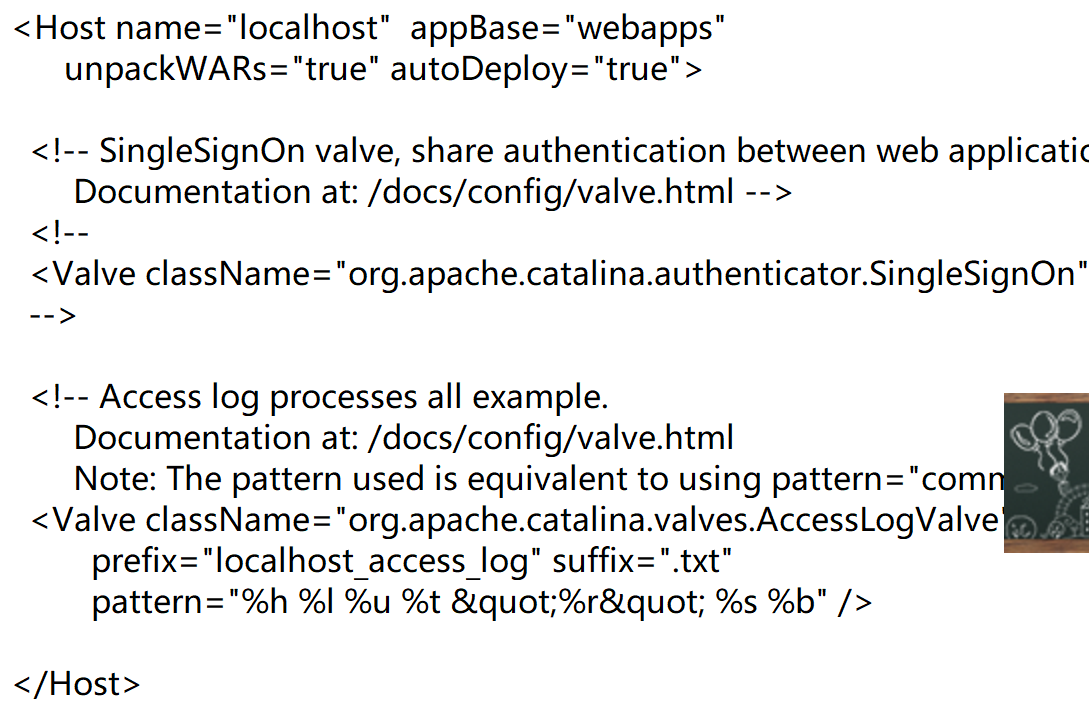 <Host name="localhost"  appBase="webapps"
unpackWARs="true" autoDeploy="true">
<!-- SingleSignOn valve, share authentication between web
Documentation at: /docs/config/valve.html -->
<!--
<Valve className="org.apache.catalina.authenticator.SingleSignOn"
-->
<!-- Access log processes all example.
Documentation at: /docs/config/valve.html
Note: The pattern used is equivalent to using
<Valve className="org.apache.catalina.valves.AccessLogValve"
prefix="localhost_access_log" suffix=".txt"
pattern="%h %l %u %t &quot;%r&quot; %s %b" />
</Host>